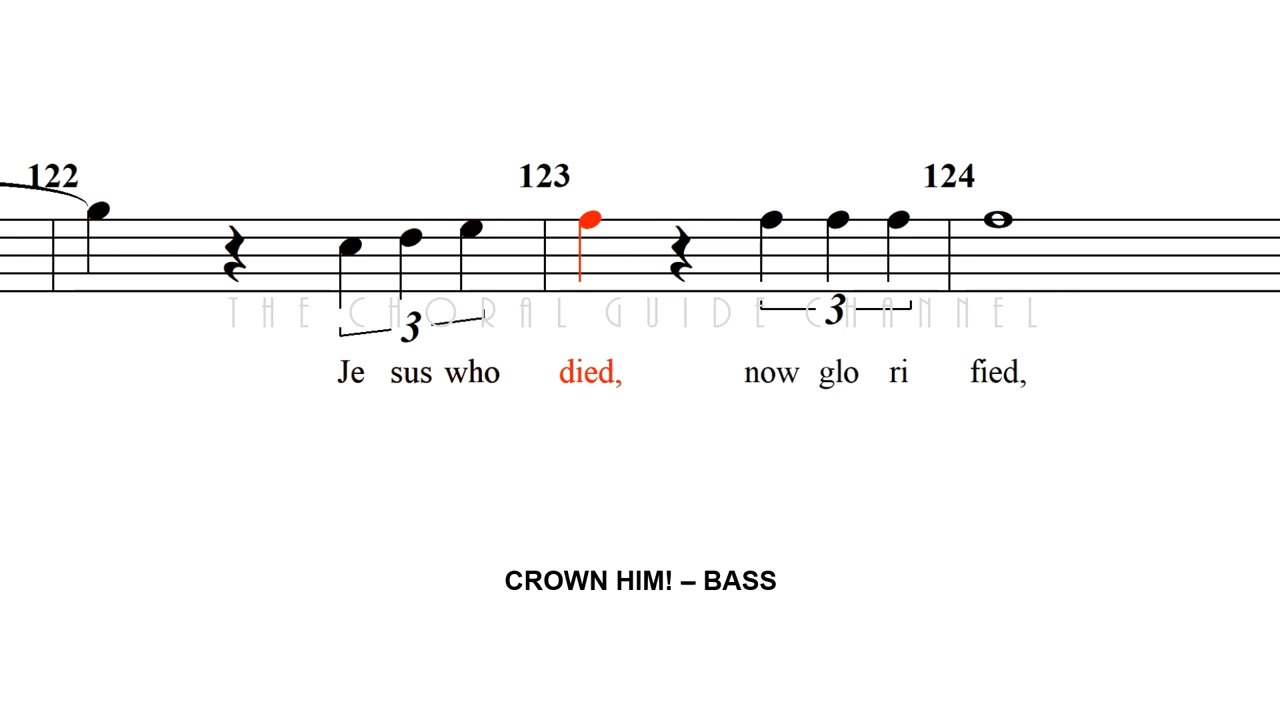 122 123 124
THE CHORAL GUIDE CHANNEL
3 3
Je sus who died, now glo ri fied,
CROWN HIM! – BASS